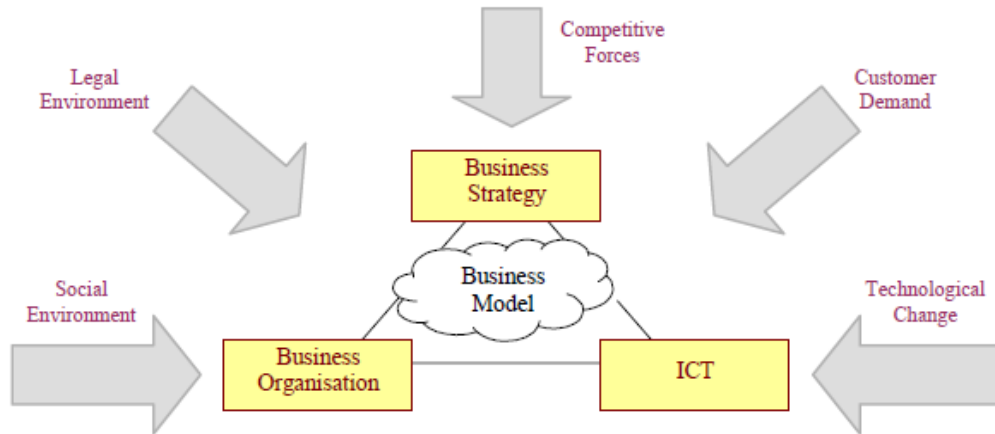 Competitive
Forces
Legal
Environment
Customer
Demand
Business
Strategy
Business
Model
Social
Environment
Technological
Change
Business
Organisation
ICT